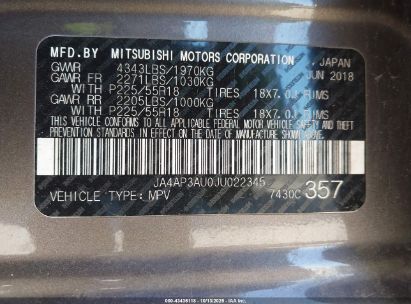 MFD.BY MITSUBISHI MOTORS CORPORATION , JAPAN
GVWR 4343LBS/1970KG JUN 2018
GAWR FR 2271LBS/1030KG
WITH P225/55R18 TIRES 18X7.0J RIMS
GAWR RR 2205LBS/1000KG
WITH P225/55R18 TIRES 18X7.0J RIMS
THIS VEHICLE CONFORMS TO ALL APPLICABLE FEDERAL MOTOR VEHICLE SAFETY AND THEFT PREVENTION STANDARDS IN EFFECT ON THE DATE OF MANUFACTURE SHOWN ABOVE.
JA4AP3AU0JU022345
VEHICLE TYPE: MPV 7430C 357